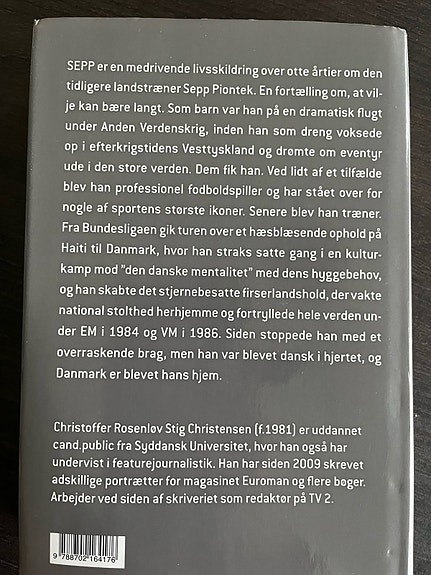 SEPP er en medrivende livsskildring over otte årtier om den
tidligere landstræner Sepp Piontek. En fortælling om, at vil-
je kan bære langt. Som barn var han på en dramatisk flugt
under Anden Verdenskrig, inden han som dreng voksede
op i efterkrigstidens Vesttyskland og drømte om eventyr
ude i den store verden. Dem fik han. Ved lidt af et tilfælde
blev han professionel fodboldspiller og har stået over for
nogle af sportens største ikoner. Senere blev han træner.
Fra Bundesligaen gik turen over et hæsblæsende ophold på
Haiti til Danmark, hvor han straks satte gang i en kultur-
kamp mod "den danske mentalitet" med dens hyggebehov,
og han skabte det stjernebesatte firserlandshold, der vakte
national stolthed herhjemme og fortryllede hele verden un-
der EM i 1984 og VM i 1986. Siden stoppede han med et
overraskende brag, men han var blevet dansk i hjertet, og
Danmark er blevet hans hjem.
Christoffer Rosenløv Stig Christensen (f.1981) er uddannet
cand.public fra Syddansk Universitet, hvor han også har
undervist i featurejournalistik. Han har siden 2009 skrevet
adskillige portrætter for magasinet Euroman og flere bøger.
Arbejder ved siden af skriveriet som redaktør på TV 2.
9 788702 164176